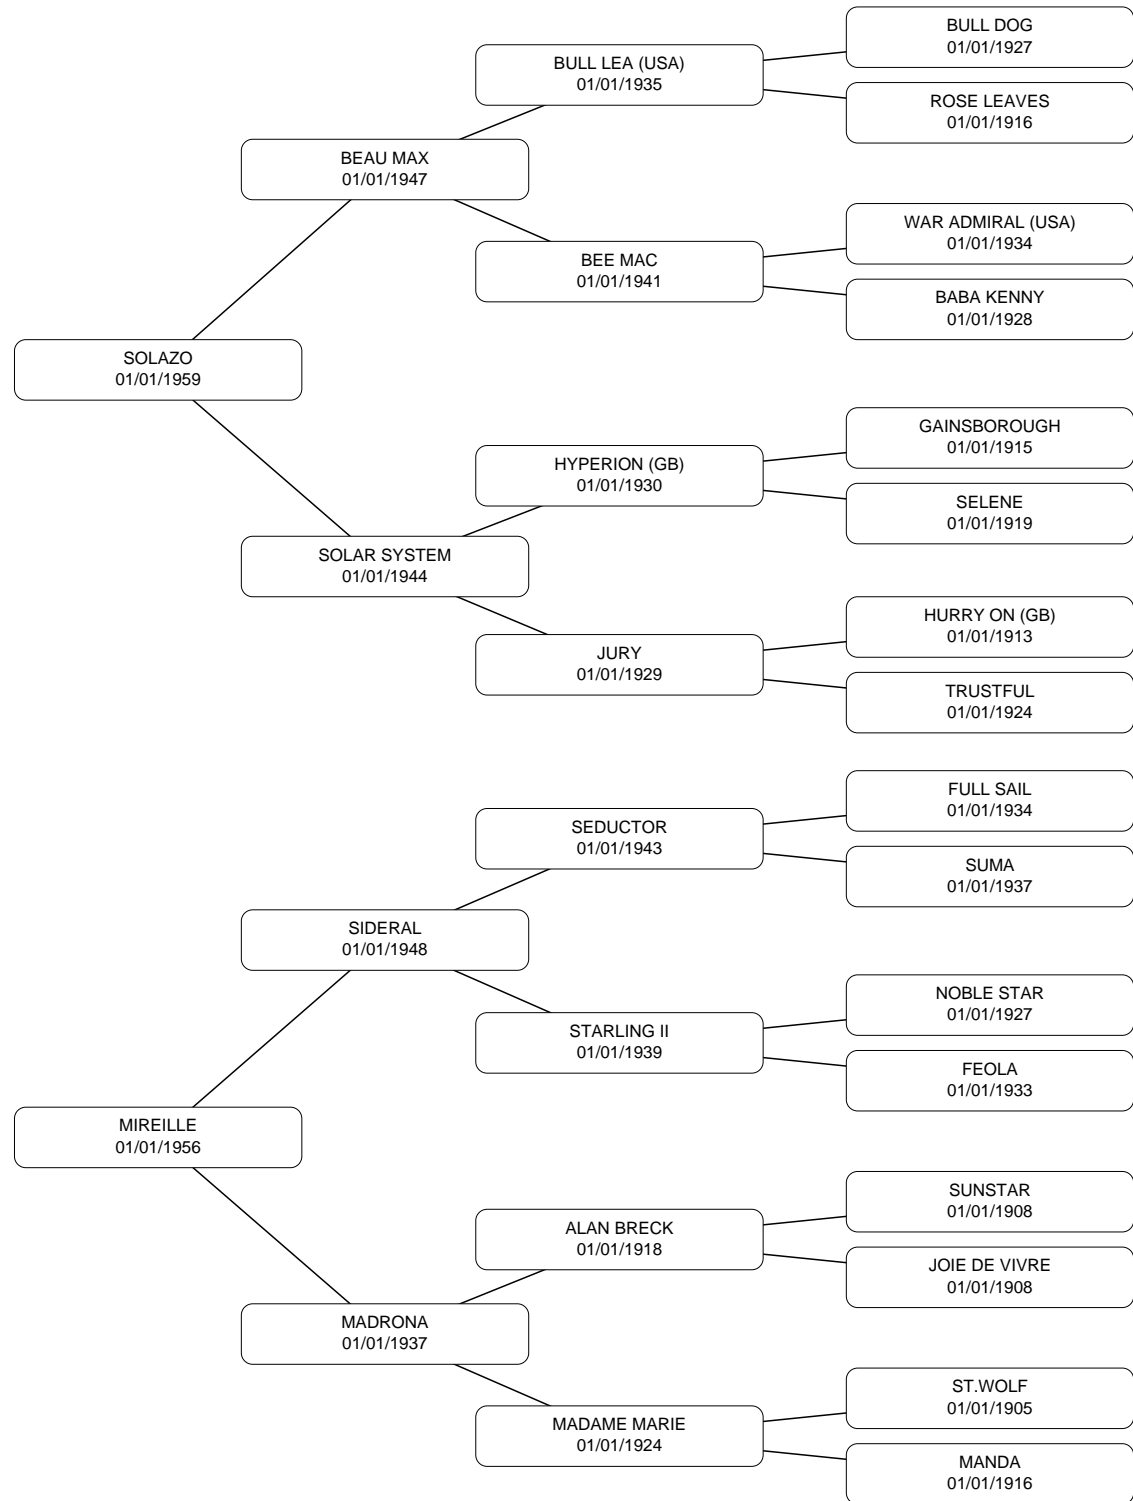 BULL DOG
01/01/1927
BULL LEA (USA)
01/01/1935
ROSE LEAVES
01/01/1916
BEAU MAX
01/01/1947
WAR ADMIRAL (USA)
01/01/1934
BEE MAC
01/01/1941
BABA KENNY
01/01/1928
SOLAZO
01/01/1959
GAINSBOROUGH
01/01/1915
HYPERION (GB)
01/01/1930
SELENE
01/01/1919
SOLAR SYSTEM
01/01/1944
HURRY ON (GB)
01/01/1913
JURY
01/01/1929
TRUSTFUL
01/01/1924
FULL SAIL
01/01/1934
SEDUCTOR
01/01/1943
SUMA
01/01/1937
SIDERAL
01/01/1948
NOBLE STAR
01/01/1927
STARLING II
01/01/1939
FEOLA
01/01/1933
MIREILLE
01/01/1956
SUNSTAR
01/01/1908
ALAN BRECK
01/01/1918
JOIE DE VIVRE
01/01/1908
MADRONA
01/01/1937
ST.WOLF
01/01/1905
MADAME MARIE
01/01/1924
MANDA
01/01/1916